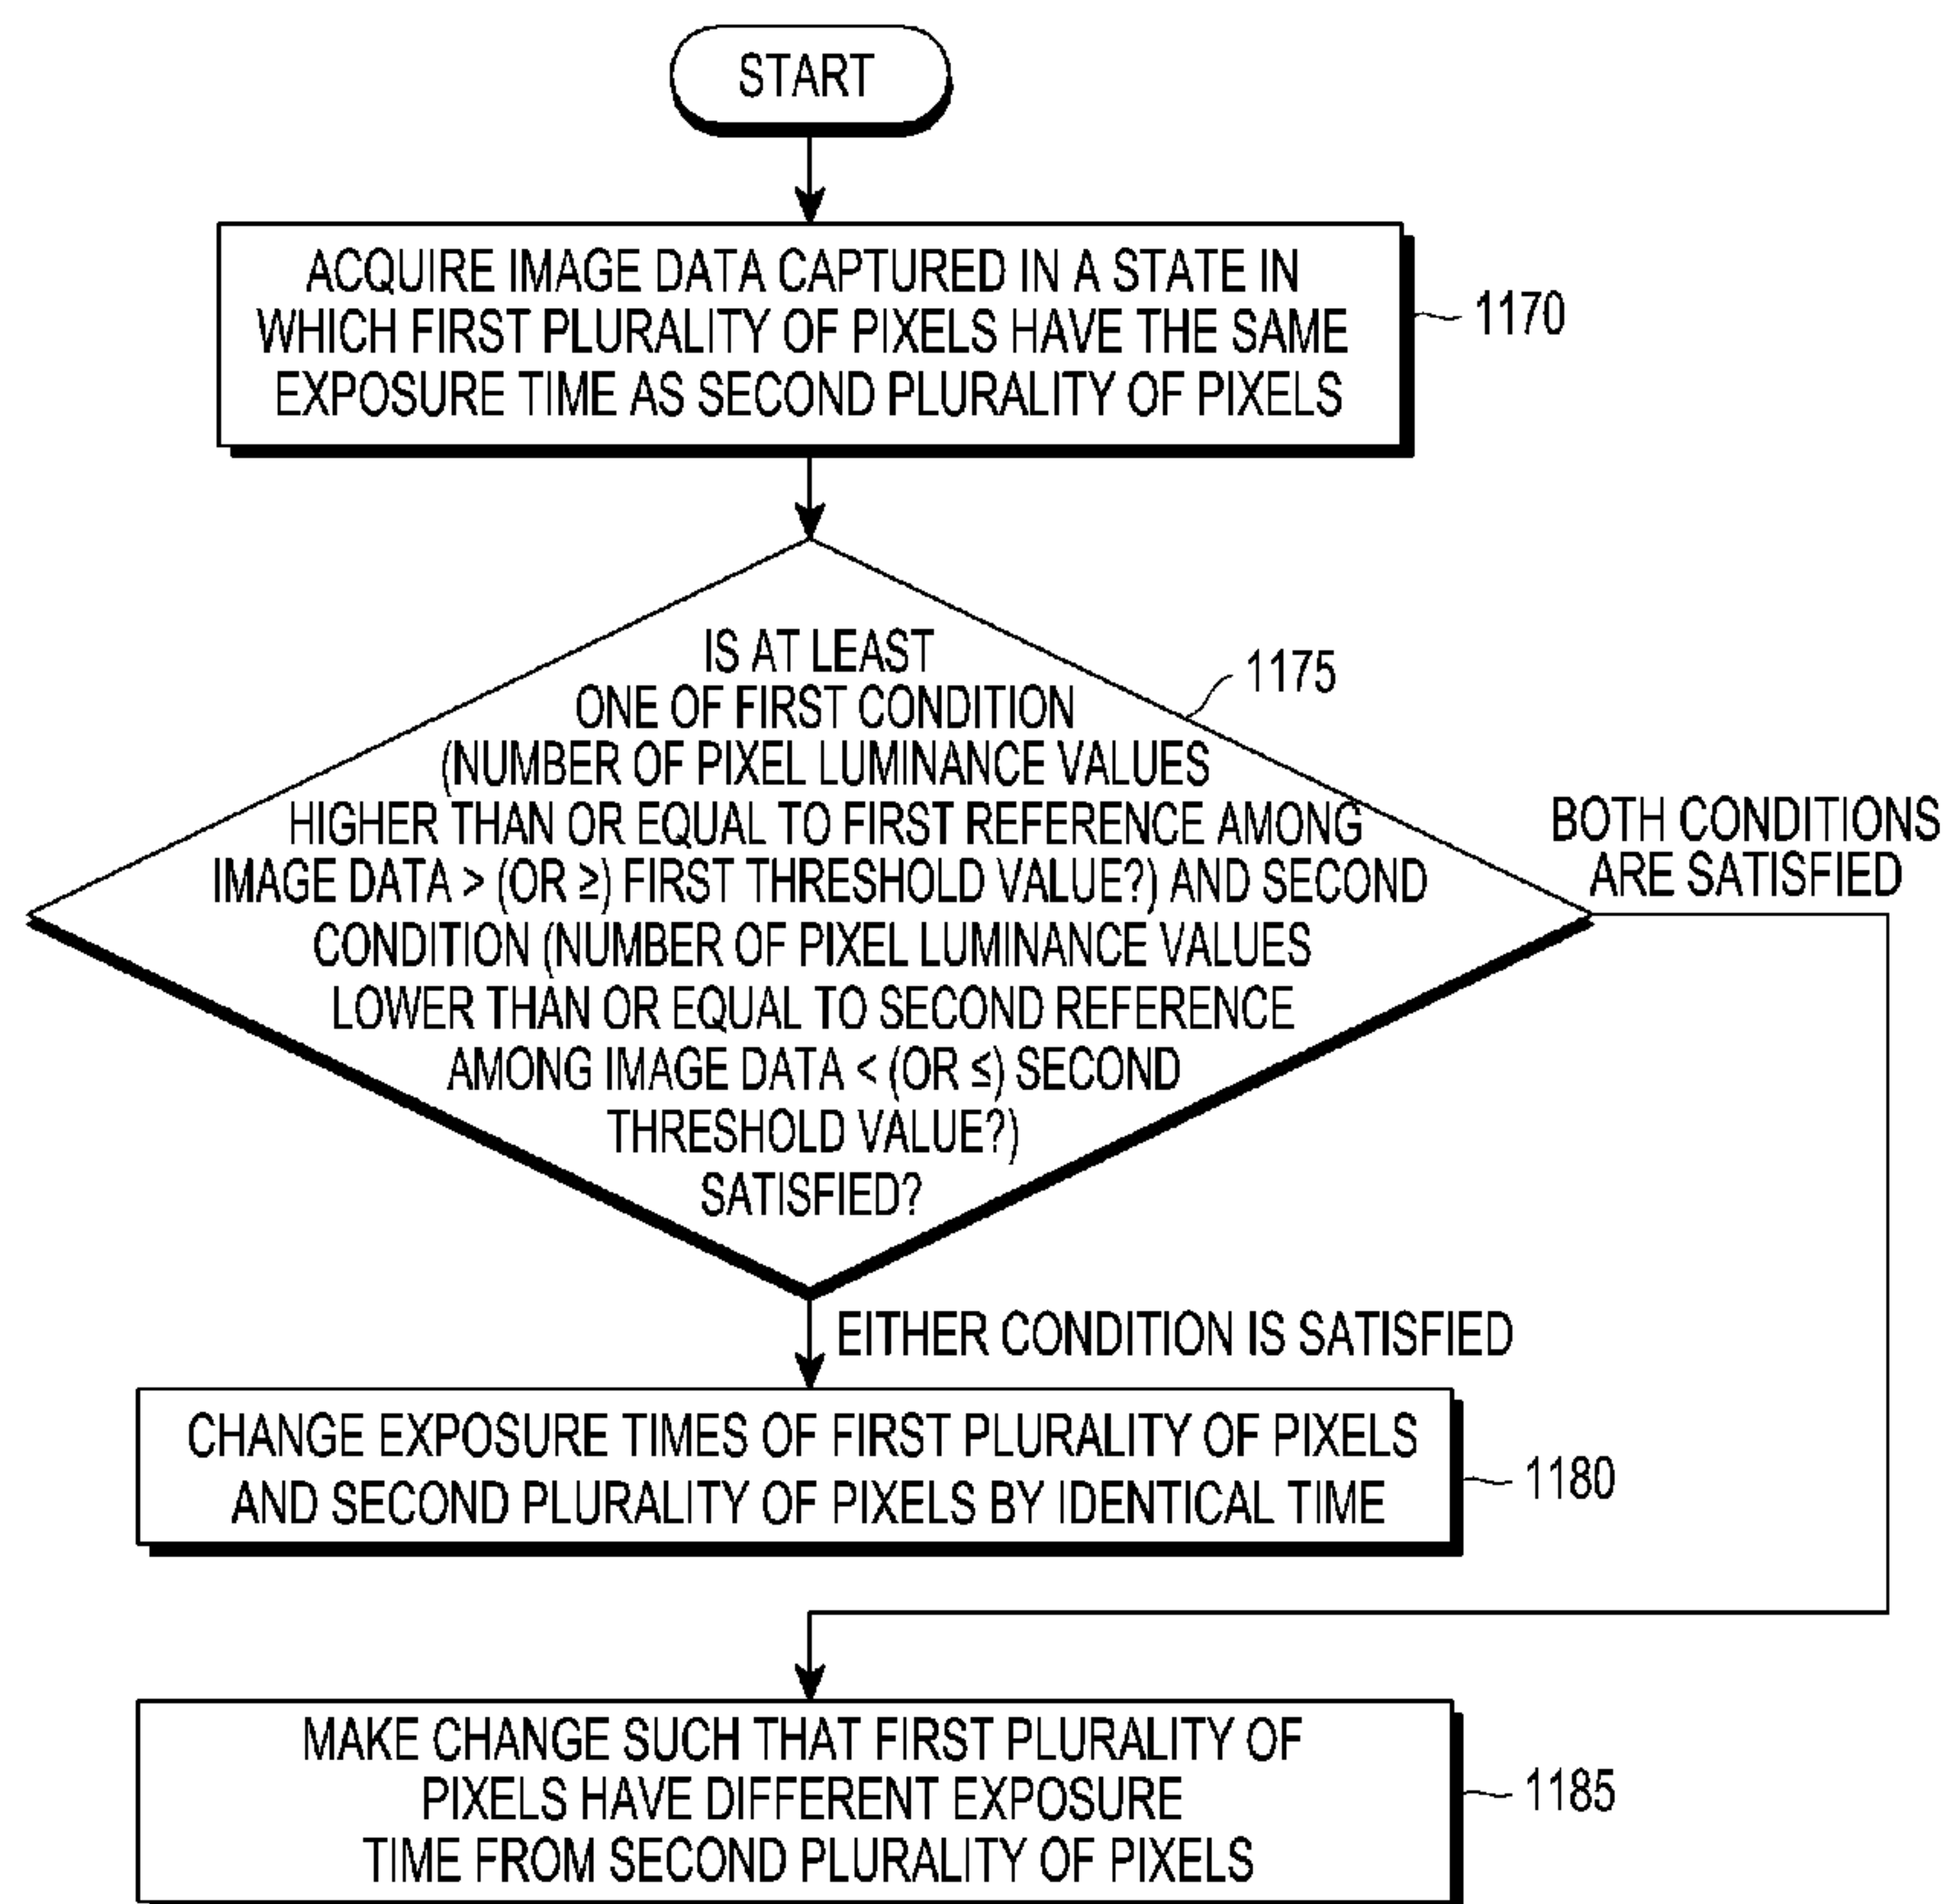 START
ACQUIRE IMAGE DATA CAPTURED IN A STATE IN
WHICH FIRST PLURALITY OF PIXELS HAVE THE SAME
EXPOSURE TIME AS SECOND PLURALITY OF PIXELS
1170
IS AT LEAST
ONE OF FIRST CONDITION
(NUMBER OF PIXEL LUMINANCE VALUES
HIGHER THAN OR EQUAL TO FIRST REFERENCE AMONG
IMAGE DATA > (OR ≥) FIRST THRESHOLD VALUE?) AND SECOND
CONDITION (NUMBER OF PIXEL LUMINANCE VALUES
LOWER THAN OR EQUAL TO SECOND REFERENCE
AMONG IMAGE DATA < (OR ≤) SECOND
THRESHOLD VALUE?)
SATISFIED?
1175
BOTH CONDITIONS
ARE SATISFIED
EITHER CONDITION IS SATISFIED
CHANGE EXPOSURE TIMES OF FIRST PLURALITY OF PIXELS
AND SECOND PLURALITY OF PIXELS BY IDENTICAL TIME
1180
MAKE CHANGE SUCH THAT FIRST PLURALITY OF
PIXELS HAVE DIFFERENT EXPOSURE
TIME FROM SECOND PLURALITY OF PIXELS
1185